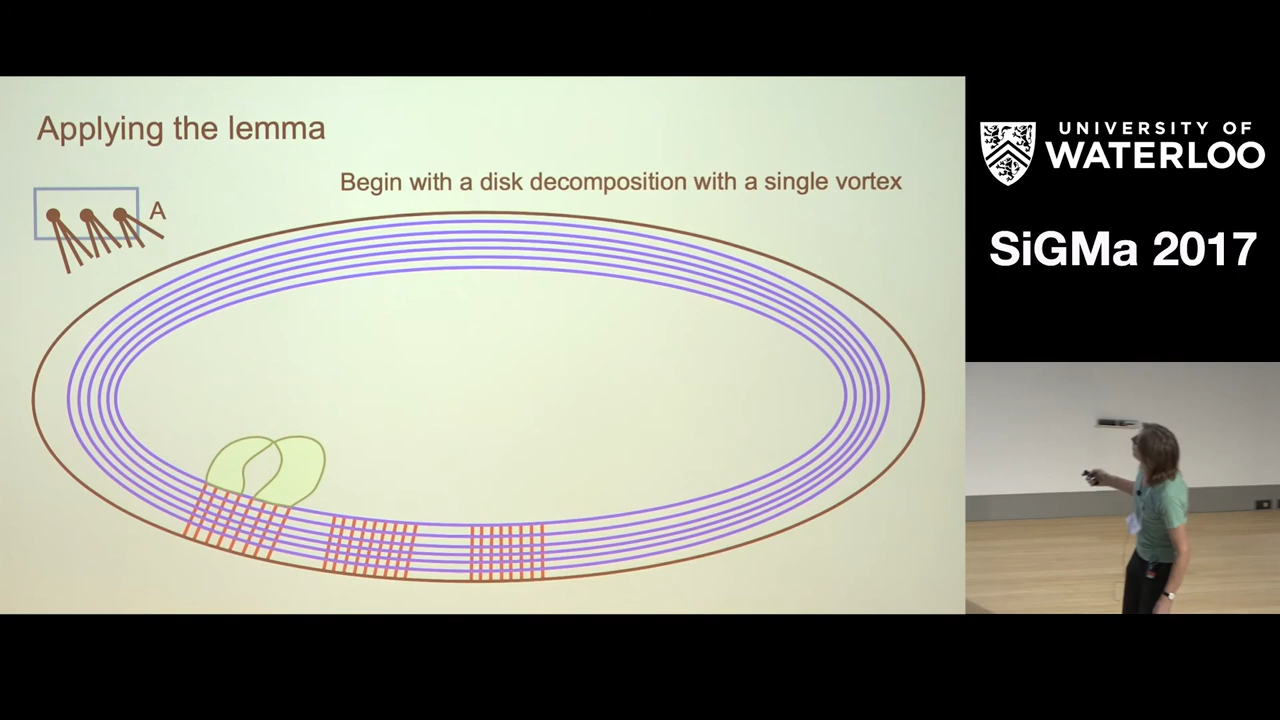 Applying the lemma
Begin with a disk decomposition with a single vortex
A
UNIVERSITY OF
WATERLOO
SiGMa 2017